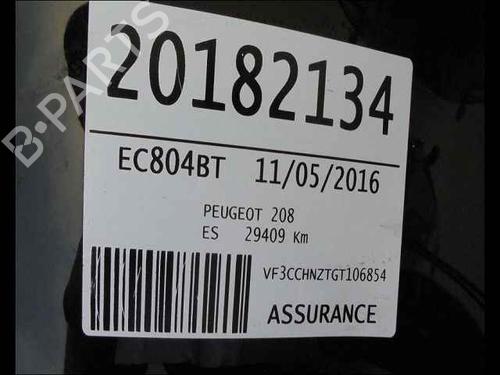 B-PARTS
20182134
EC804BT 11/05/2016
PEUGEOT 208
ES 29409 Km
VF3CCHNZTGT106854
ASSURANCE